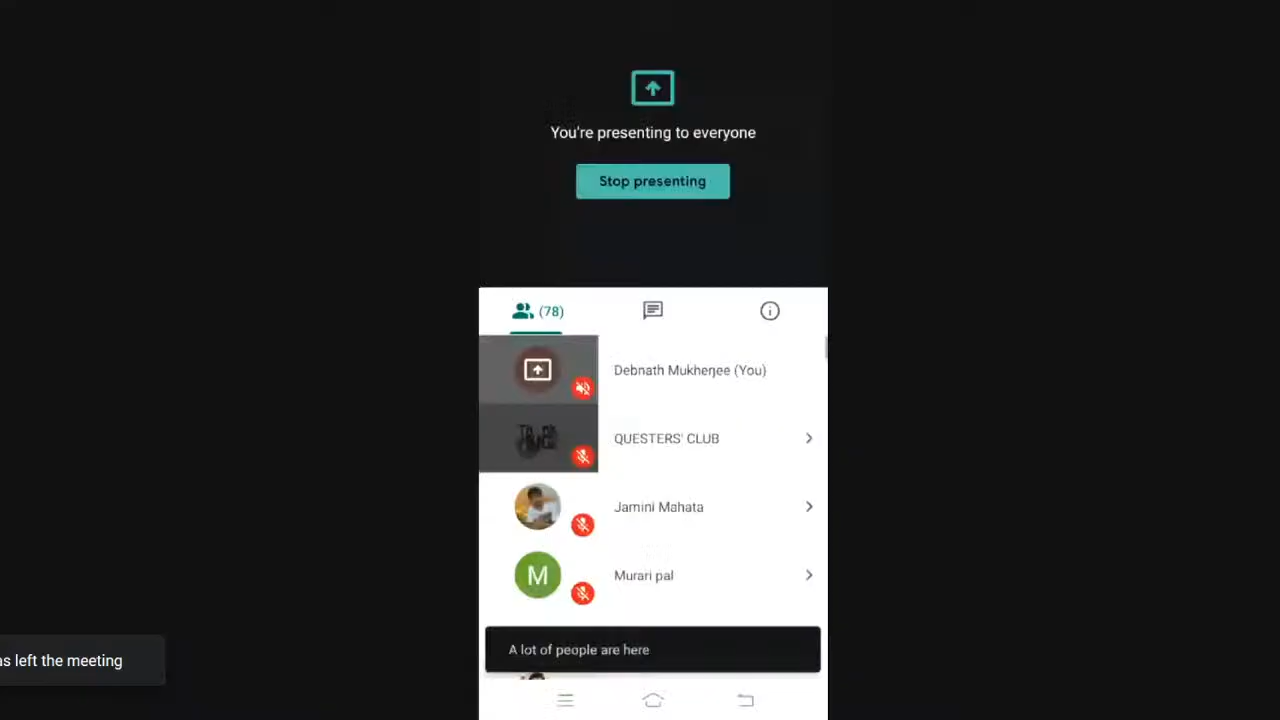 You're presenting to everyone
Stop presenting
(78)
Debnath Mukherjee (You)
QUESTERS' CLUB
Jamini Mahata
M
Murari pal
A lot of people are here
as left the meeting